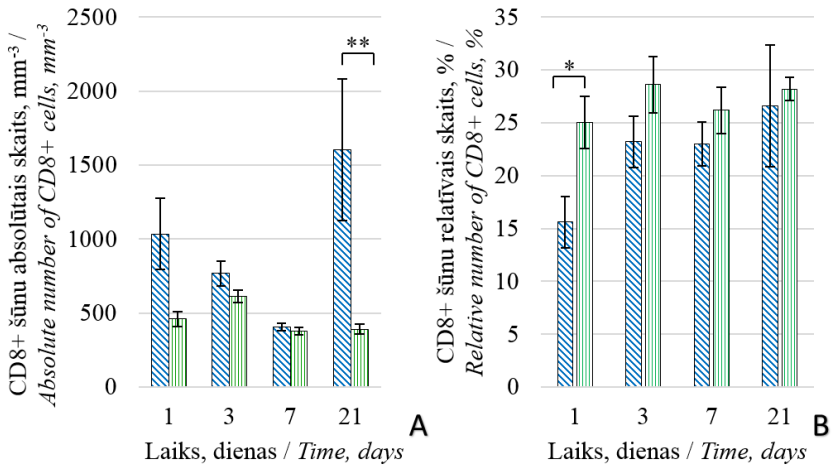 CD8+ šūnu absolūtais skaits, mm⁻³ /
Absolute number of CD8+ cells, mm⁻³
2500
2000
1500
1000
500
0
**
1 3 7 21
Laiks, dienas / Time, days
A
CD8+ šūnu relatīvais skaits, % /
Relative number of CD8+ cells, %
35
30
25
20
15
10
5
0
*
1 3 7 21
Laiks, dienas / Time, days
B